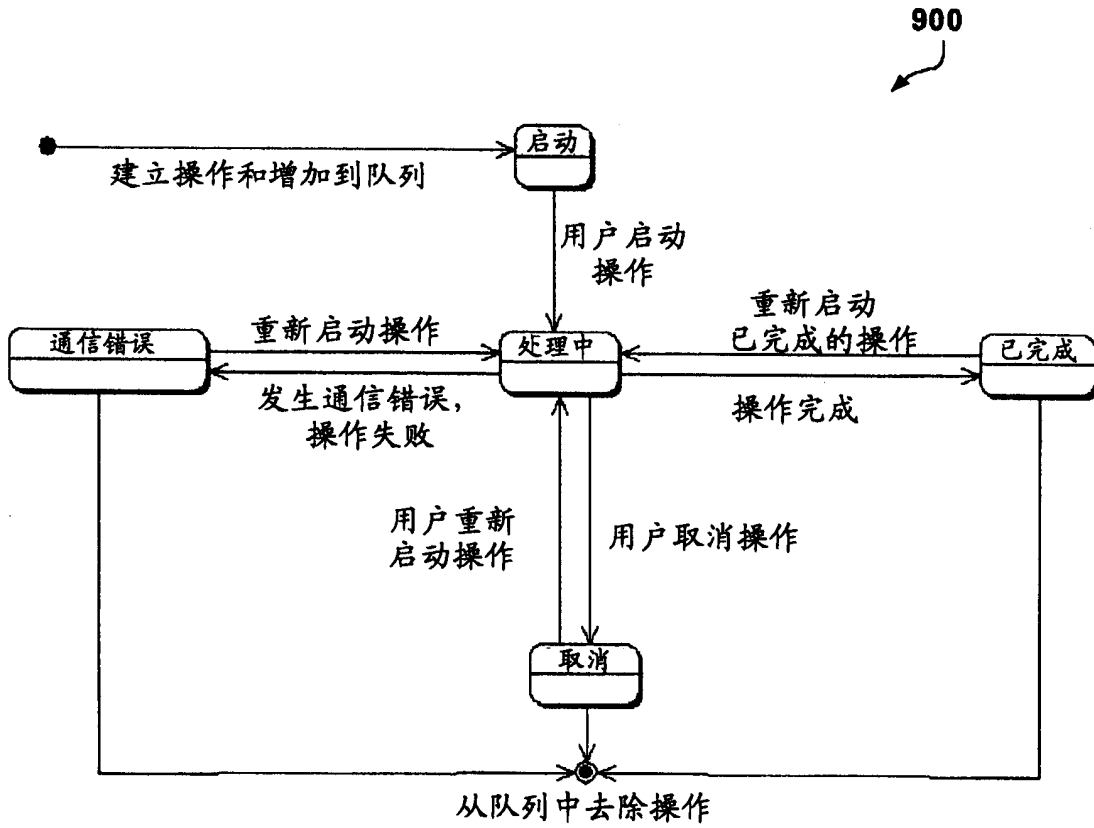 900
启动
建立操作和增加到队列
用户启动
操作
通信错误
重新启动操作
处理中
重新启动
已完成的操作
已完成
发生通信错误，
操作失败
操作完成
用户重新
启动操作
用户取消操作
取消
从队列中去除操作